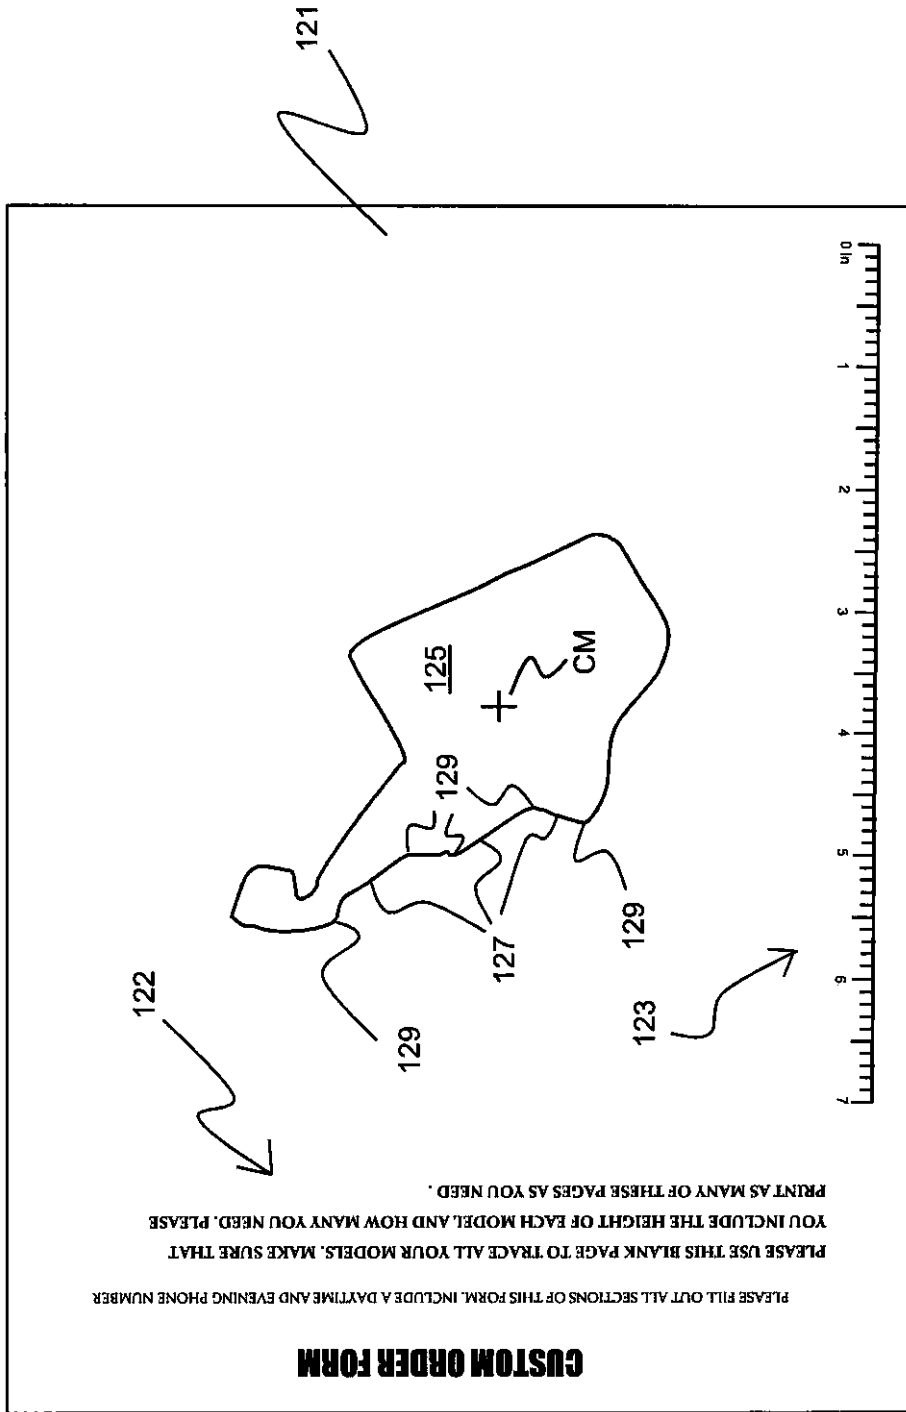 CUSTOM ORDER FORM
PLEASE FILL OUT ALL SECTIONS OF THIS FORM. INCLUDE A DAYTIME AND EVENING PHONE NUMBER
PLEASE USE THIS BLANK PAGE TO TRACE ALL YOUR MODELS. MAKE SURE THAT
YOU INCLUDE THE HEIGHT OF EACH MODEL AND HOW MANY YOU NEED. PLEASE
PRINT AS MANY OF THESE PAGES AS YOU NEED .
121
122
123
125
CM
127
129
129
129
0 in 1 2 3 4 5 6 7